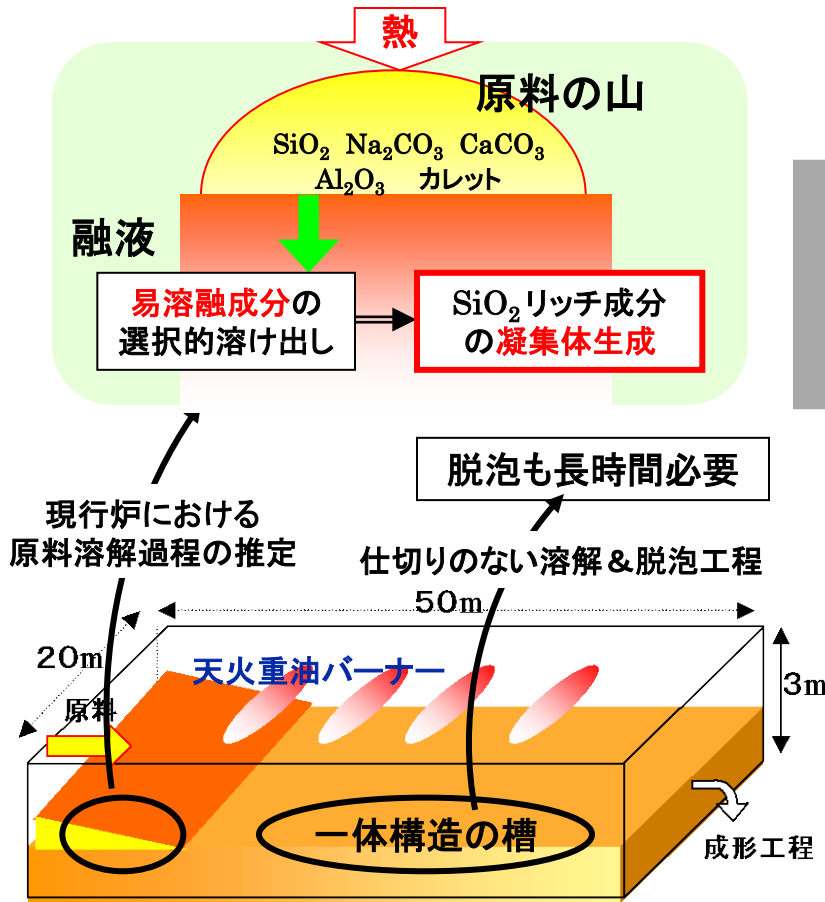 熱
原料の山
SiO₂ Na₂CO₃ CaCO₃
Al₂O₃ カレット
融液
易溶融成分の
選択的溶け出し
SiO₂リッチ成分
の凝集体生成
脱泡も長時間必要
現行炉における
原料溶解過程の推定
仕切りのない溶解＆脱泡工程
50m
20m
天火重油バーナー
3m
原料
一体構造の槽
成形工程